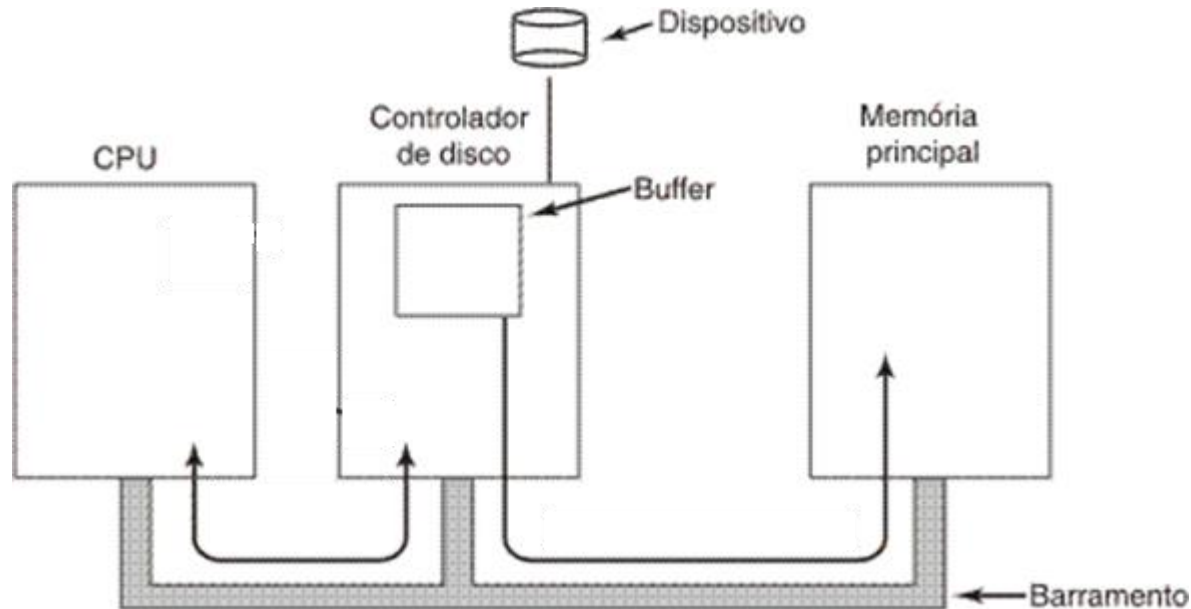 Dispositivo
Controlador
de disco
Memória
principal
CPU
Buffer
Barramento